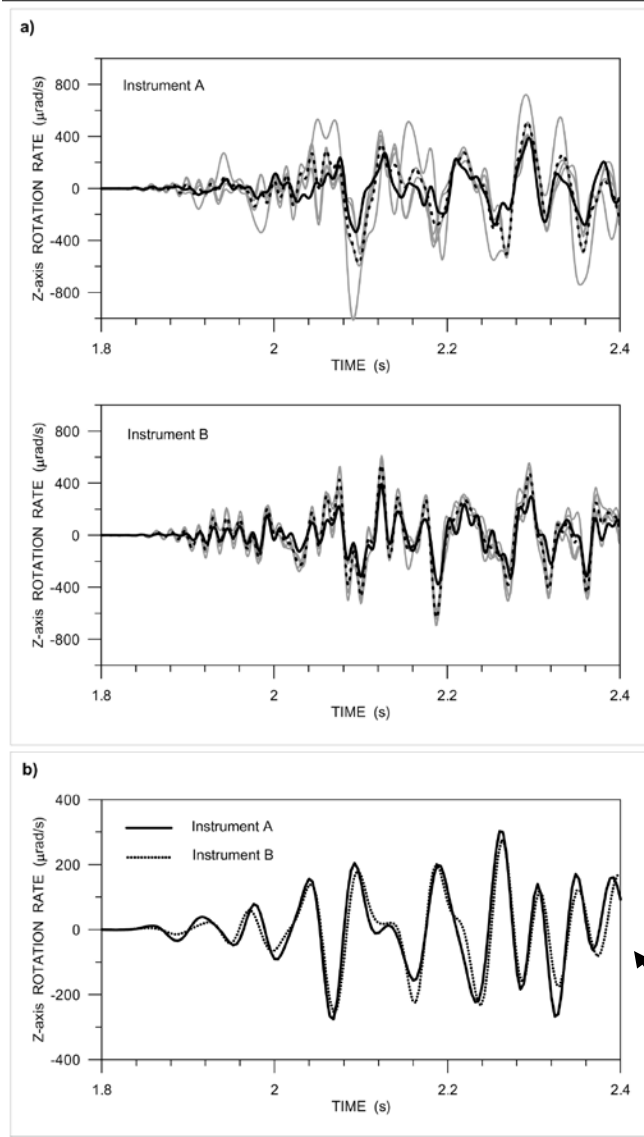 a)
Instrument A
Z-axis ROTATION RATE (μrad/s)
800
400
0
-400
-800
1.8
2
2.2
2.4
TIME (s)
Instrument B
Z-axis ROTATION RATE (μrad/s)
800
400
0
-400
-800
1.8
2
2.2
2.4
TIME (s)
b)
Instrument A
Instrument B
Z-axis ROTATION RATE (μrad/s)
400
200
0
-200
-400
1.8
2
2.2
2.4
TIME (s)